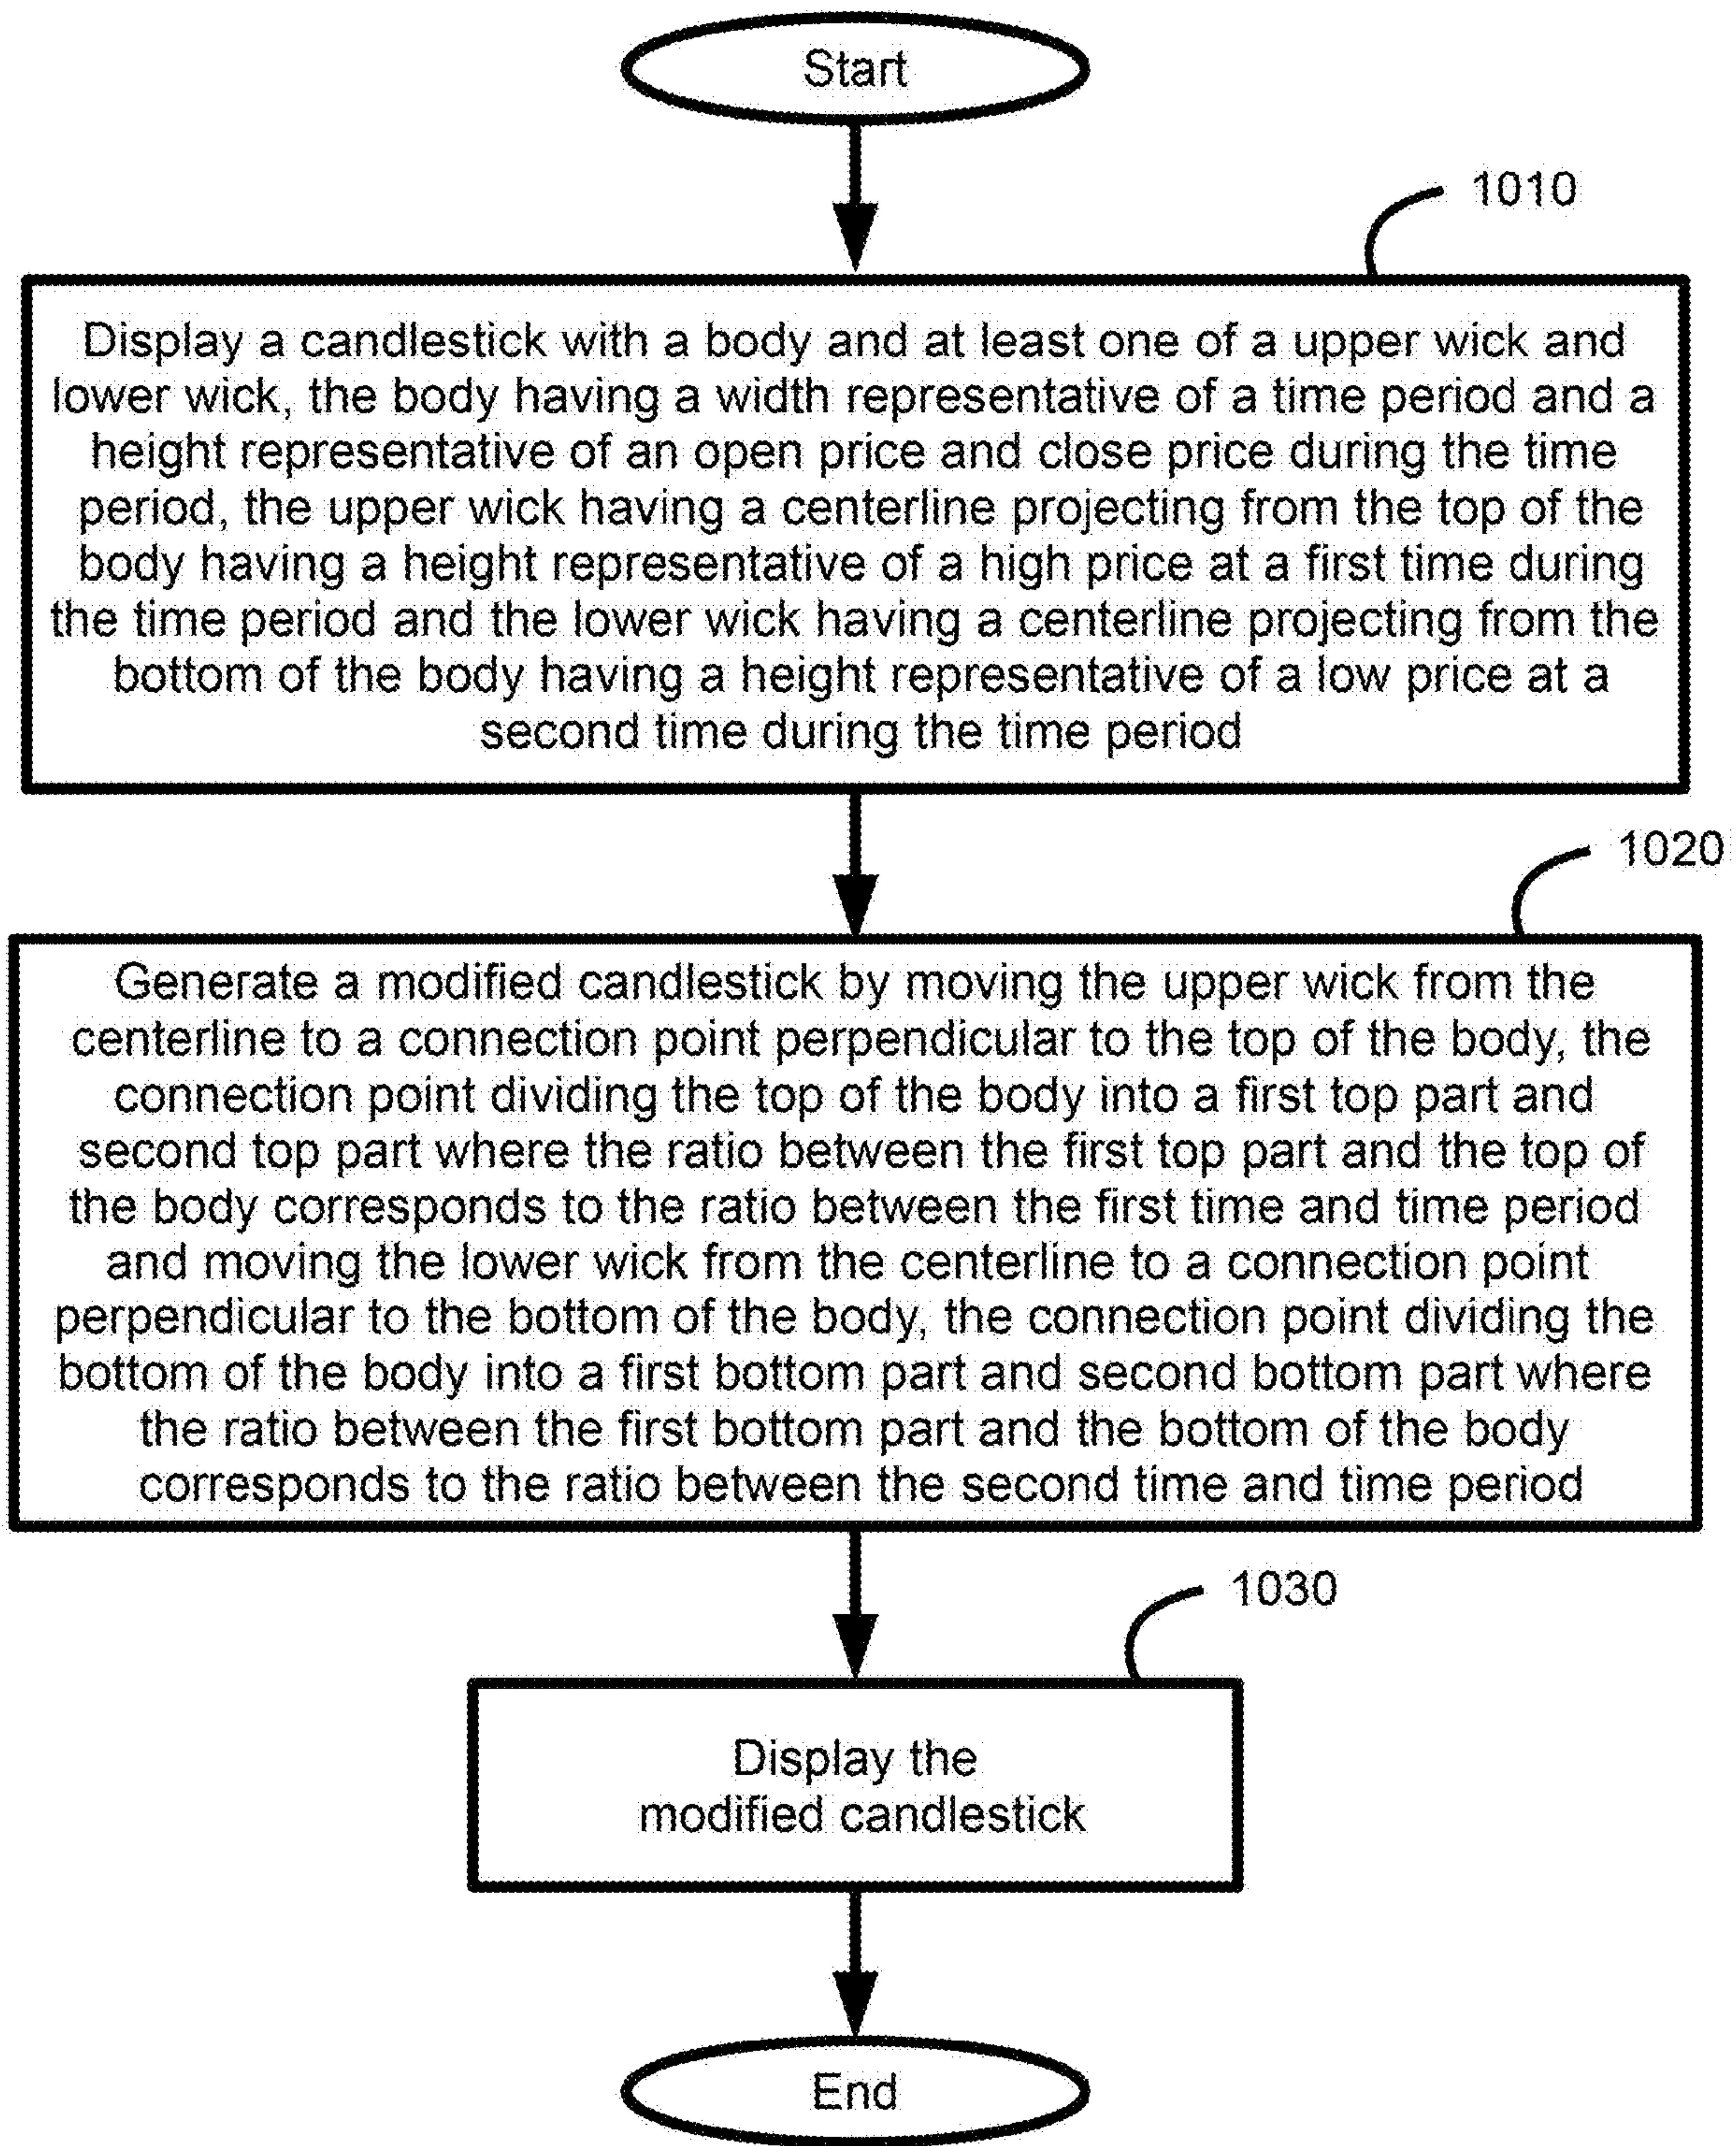 Start
1010
Display a candlestick with a body and at least one of a upper wick and
lower wick, the body having a width representative of a time period and a
height representative of an open price and close price during the time
period, the upper wick having a centerline projecting from the top of the
body having a height representative of a high price at a first time during
the time period and the lower wick having a centerline projecting from the
bottom of the body having a height representative of a low price at a
second time during the time period
1020
Generate a modified candlestick by moving the upper wick from the
centerline to a connection point perpendicular to the top of the body, the
connection point dividing the top of the body into a first top part and
second top part where the ratio between the first top part and the top of
the body corresponds to the ratio between the first time and time period
and moving the lower wick from the centerline to a connection point
perpendicular to the bottom of the body, the connection point dividing the
bottom of the body into a first bottom part and second bottom part where
the ratio between the first bottom part and the bottom of the body
corresponds to the ratio between the second time and time period
1030
Display the
modified candlestick
End